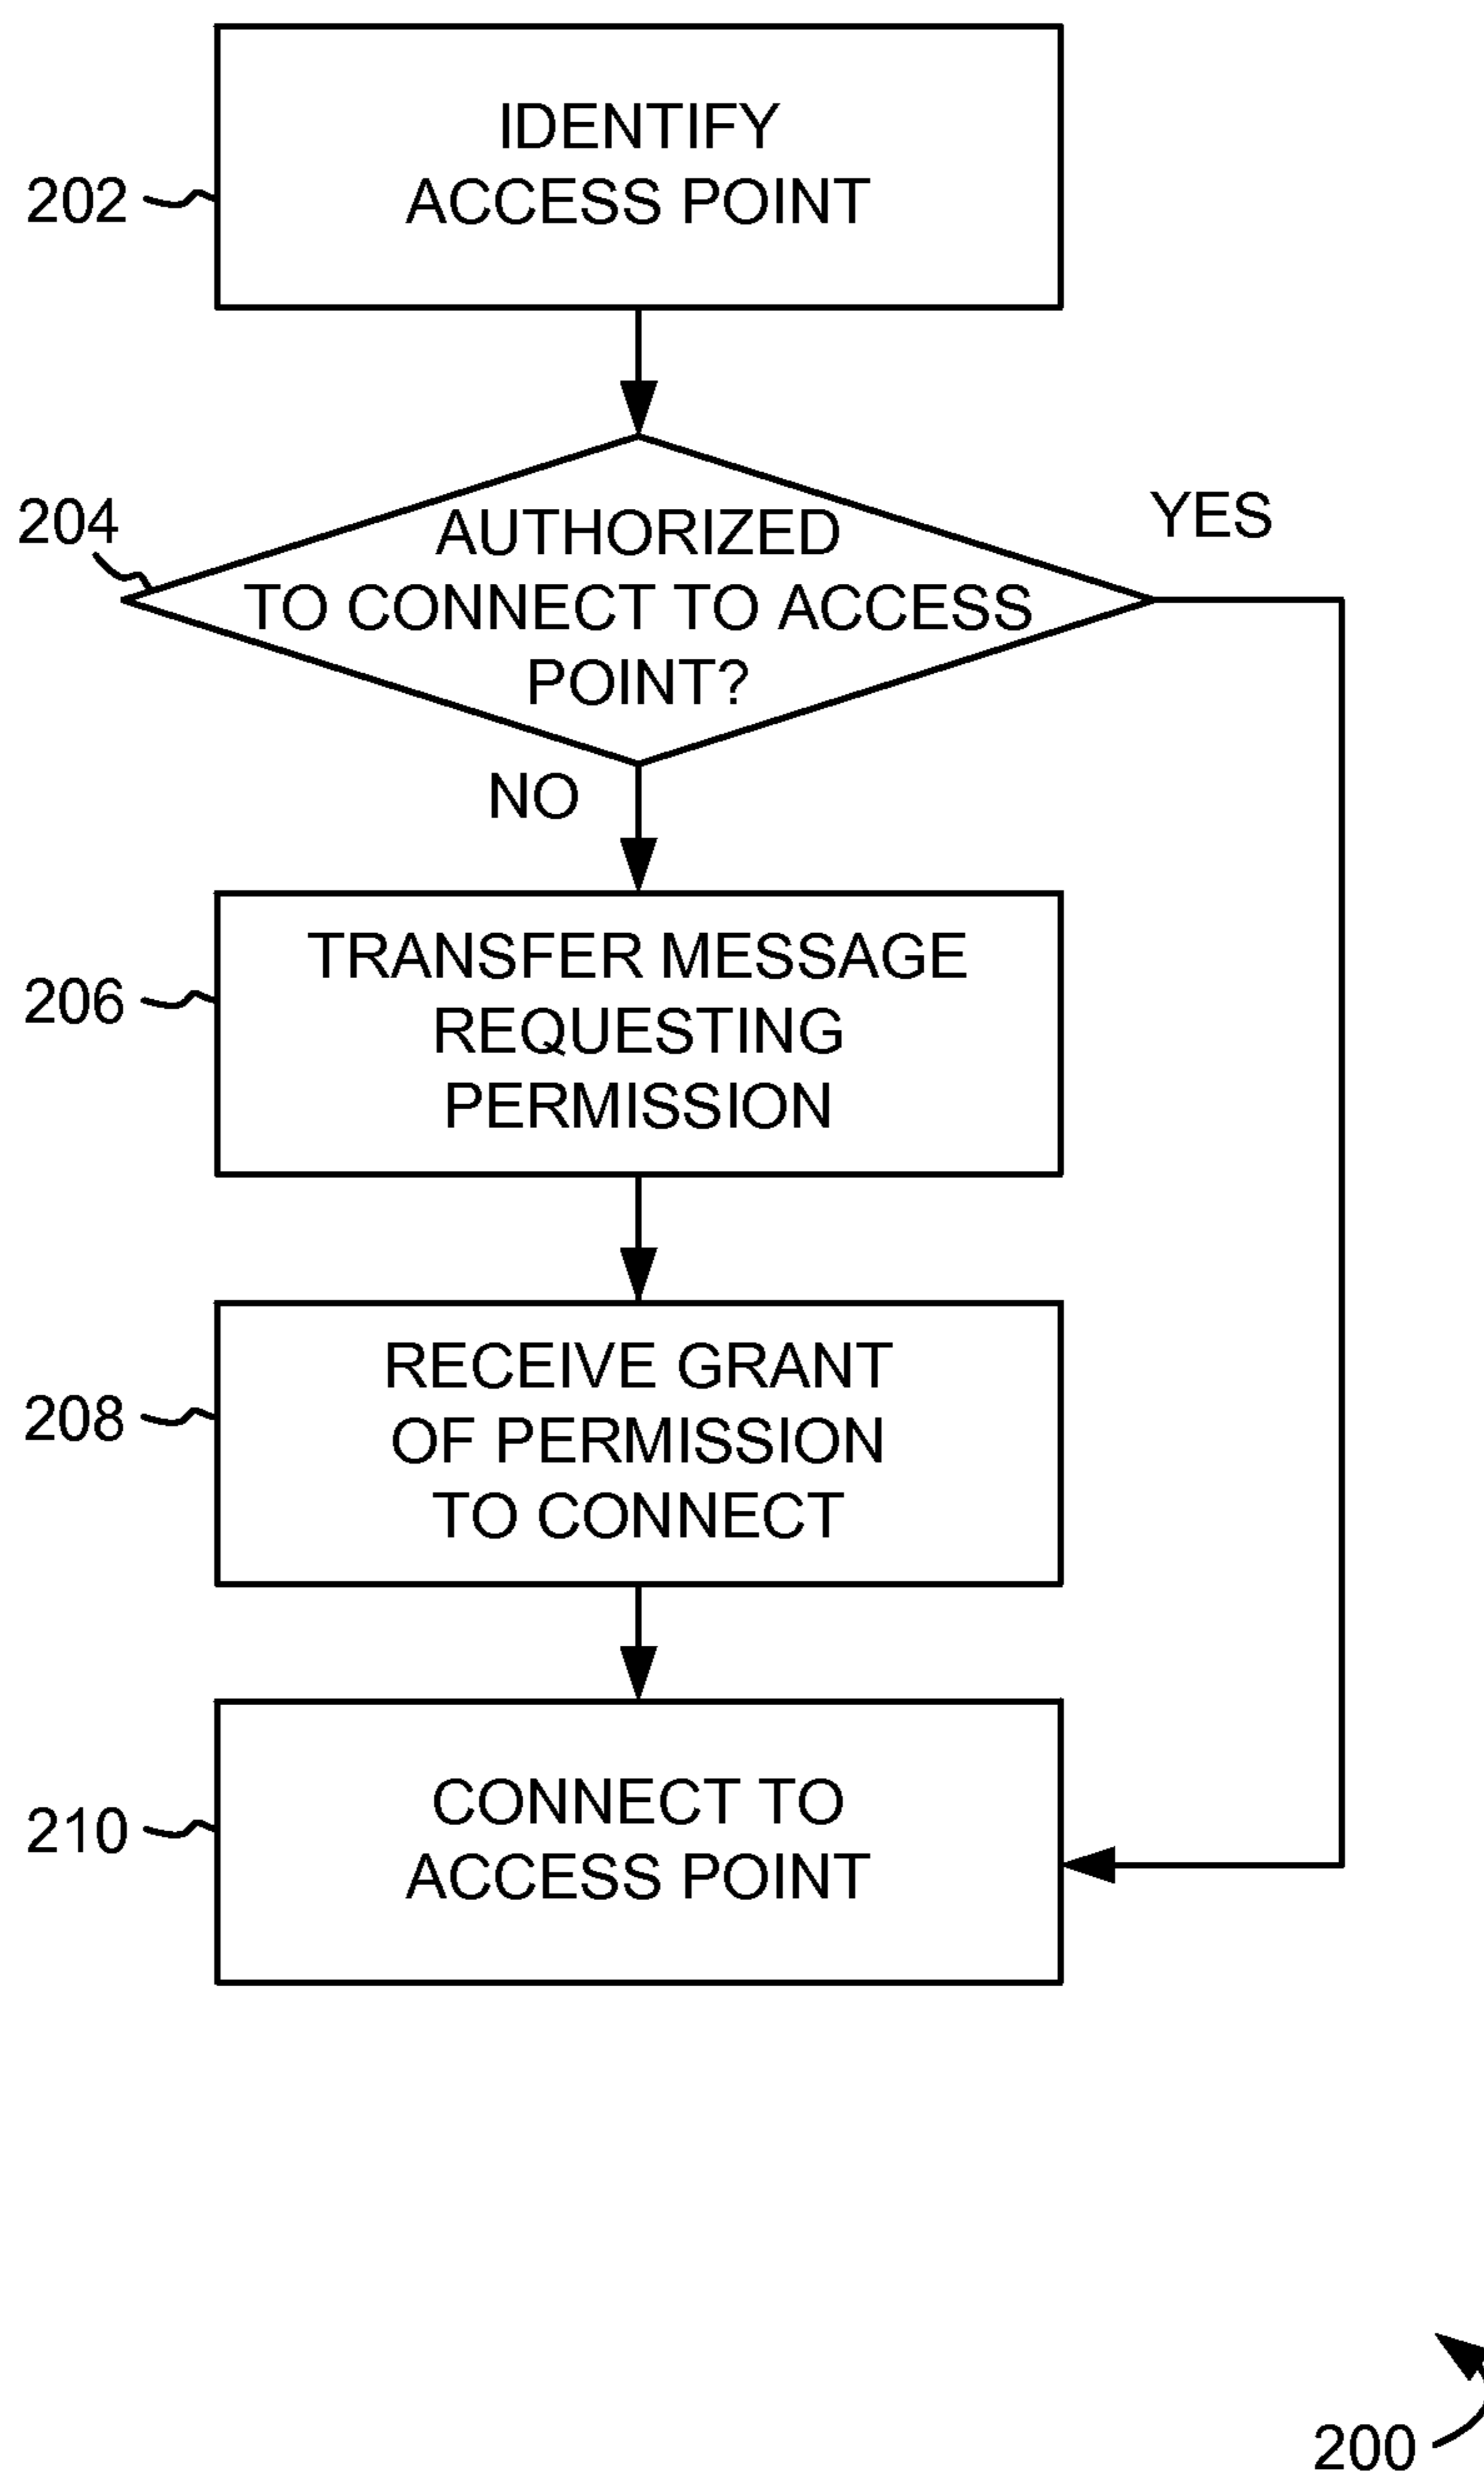 IDENTIFY
ACCESS POINT
202
204
AUTHORIZED
TO CONNECT TO ACCESS
POINT?
YES
NO
206
TRANSFER MESSAGE
REQUESTING
PERMISSION
208
RECEIVE GRANT
OF PERMISSION
TO CONNECT
210
CONNECT TO
ACCESS POINT
200